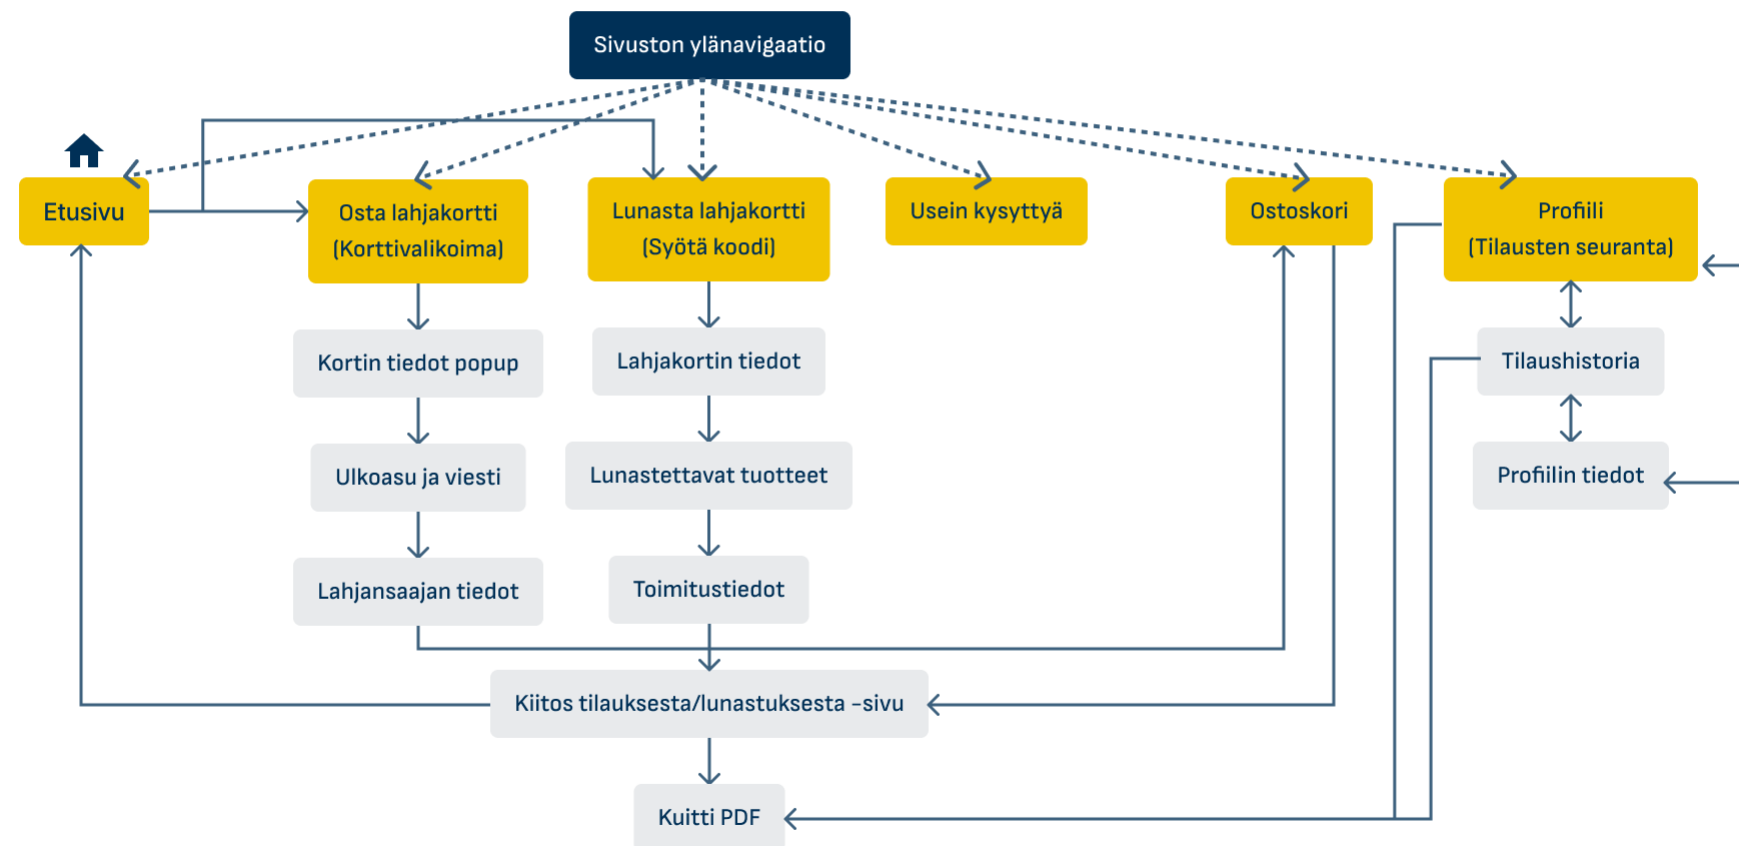 Sivuston ylänavigaatio
Etusivu
Osta lahjakortti
(Korttivalikoima)
Lunasta lahjakortti
(Syötä koodi)
Usein kysyttyä
Ostoskori
Profiili
(Tilausten seuranta)
Kortin tiedot popup
Lahjakortin tiedot
Tilaushistoria
Ulkoasu ja viesti
Lunastettavat tuotteet
Profiilin tiedot
Lahjansaajan tiedot
Toimitustiedot
Kiitos tilauksesta/lunastuksesta -sivu
Kuitti PDF